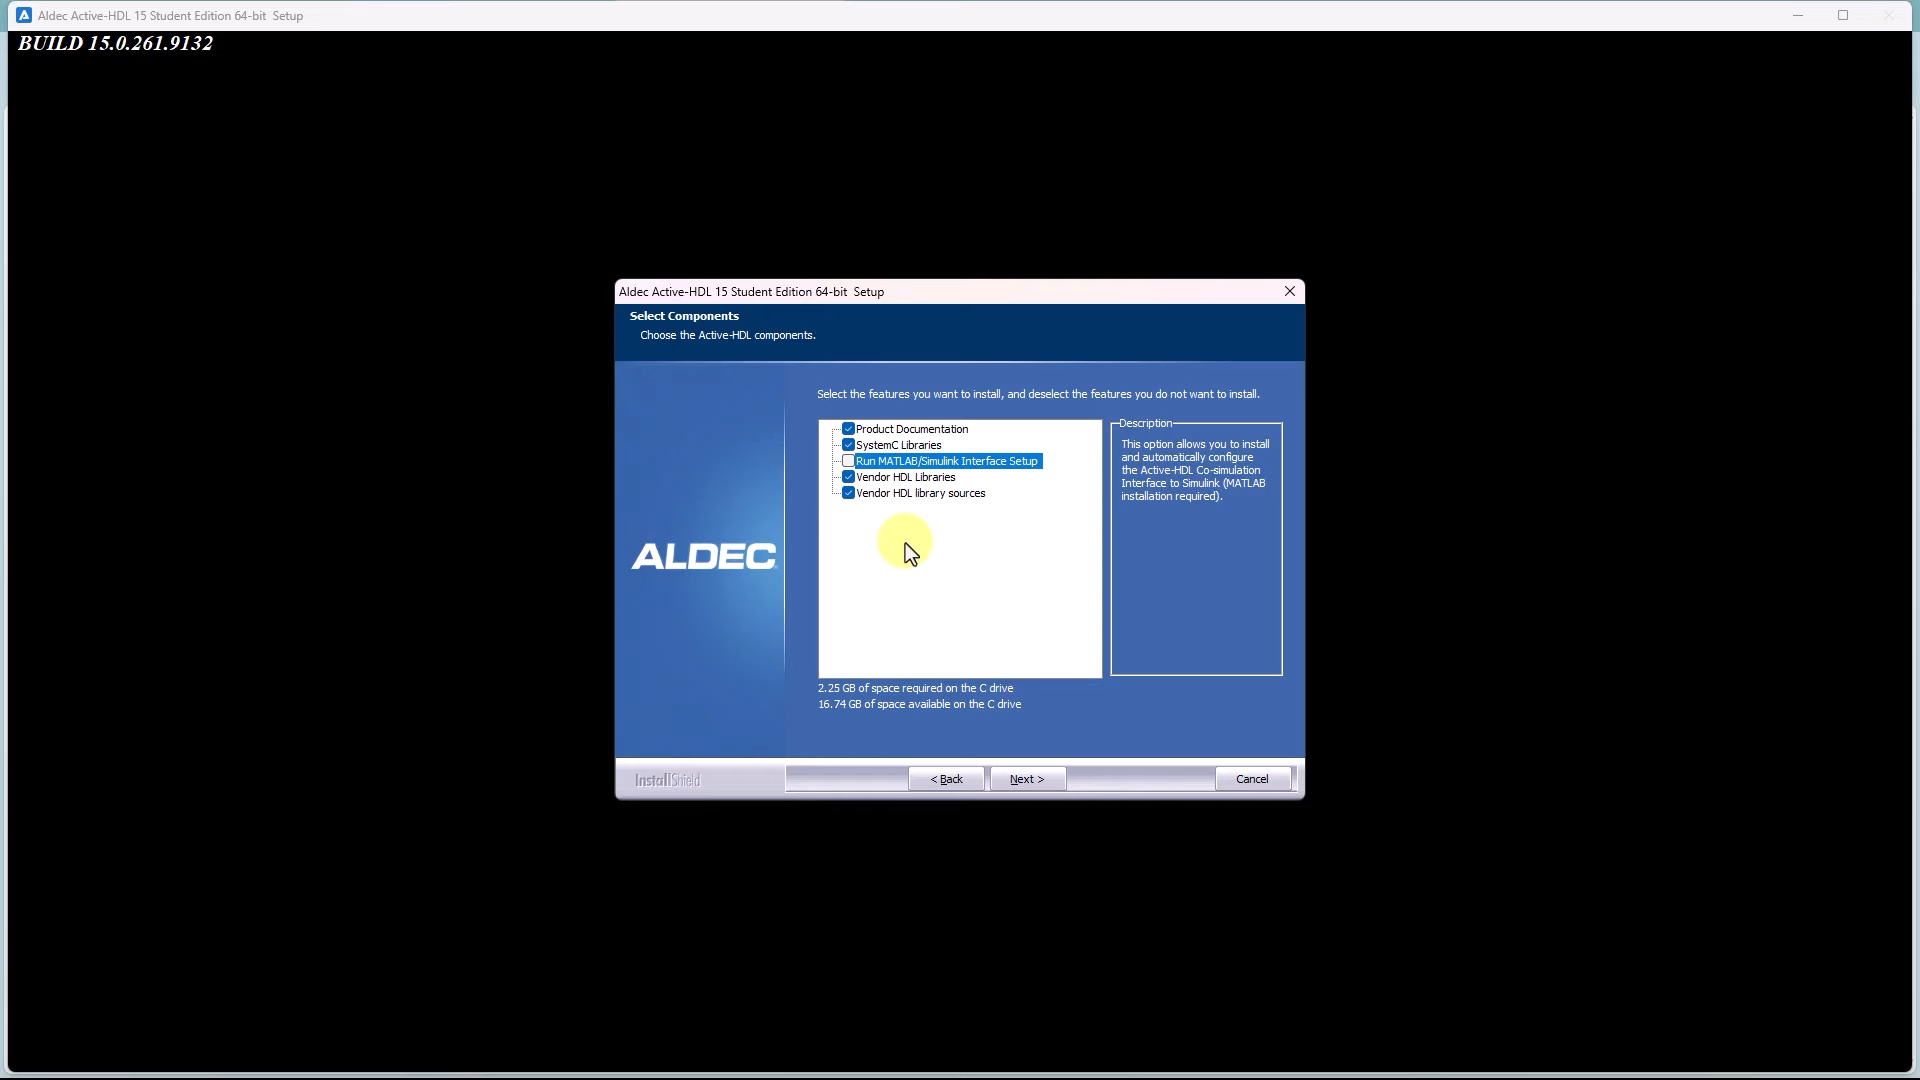 Aldec Active-HDL 15 Student Edition 64-bit  Setup
BUILD 15.0.261.9132
Aldec Active-HDL 15 Student Edition 64-bit  Setup
Select Components
Choose the Active-HDL components.
Select the features you want to install, and deselect the features you do not want to install.
Product Documentation
SystemC Libraries
Run MATLAB/Simulink Interface Setup
Vendor HDL Libraries
Vendor HDL library sources
Description
This option allows you to install
and automatically configure
the Active-HDL Co-simulation
Interface to Simulink (MATLAB
installation required).
ALDEC
2.25 GB of space required on the C drive
16.74 GB of space available on the C drive
InstallShield
< Back
Next >
Cancel